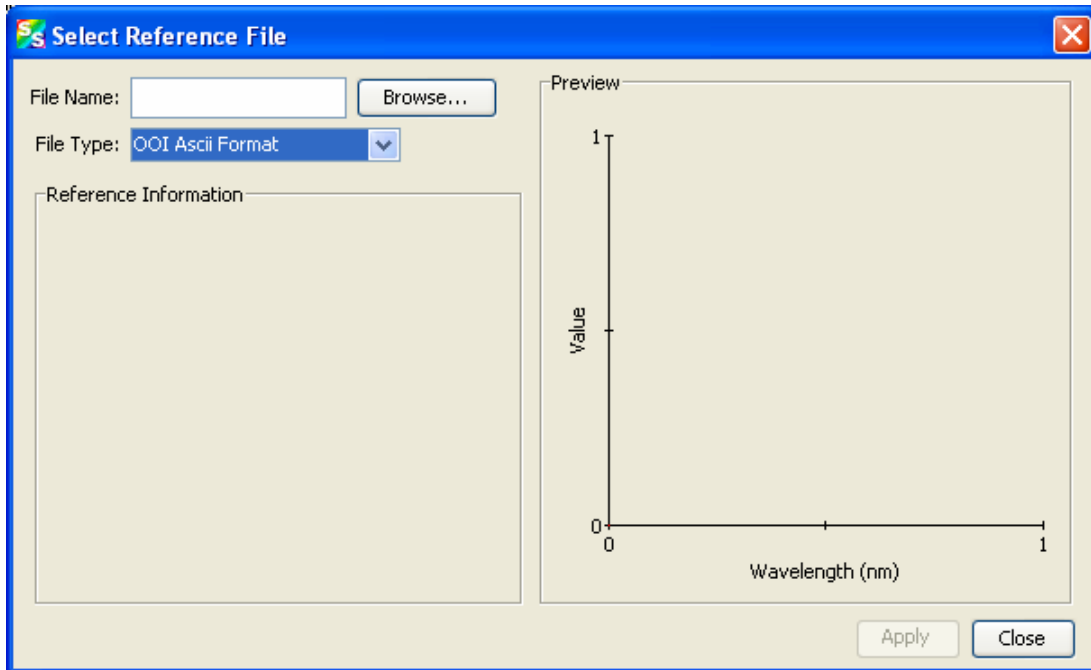 SS Select Reference File
File Name: Browse...
File Type: OOI Ascii Format
Reference Information
Preview
1
Value
0
0 1
Wavelength (nm)
Apply Close